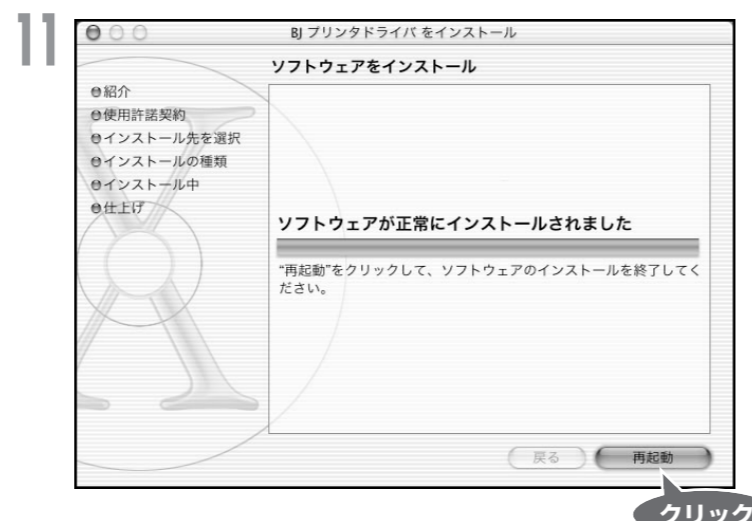 11
BJ プリンタドライバ をインストール
ソフトウェアをインストール
紹介
使用許諾契約
インストール先を選択
インストールの種類
インストール中
仕上げ
ソフトウェアが正常にインストールされました
“再起動”をクリックして、ソフトウェアのインストールを終了してく
ださい。
戻る
再起動
クリック